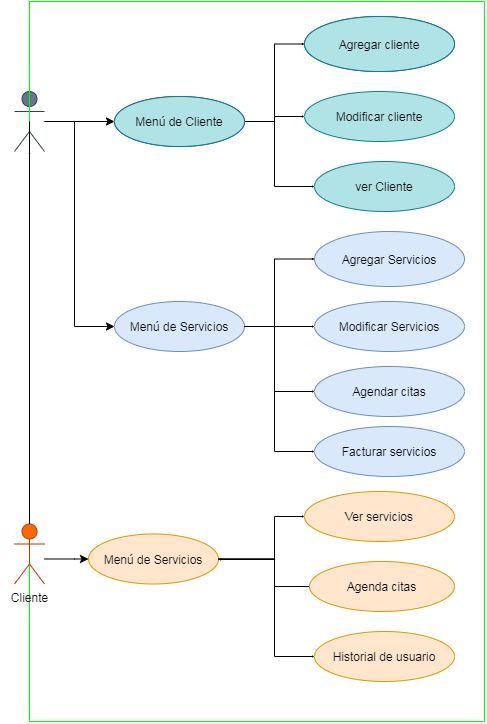 Agregar cliente
Menú de Cliente
Modificar cliente
ver Cliente
Agregar Servicios
Menú de Servicios
Modificar Servicios
Agendar citas
Facturar servicios
Ver servicios
Menú de Servicios
Agenda citas
Cliente
Historial de usuario